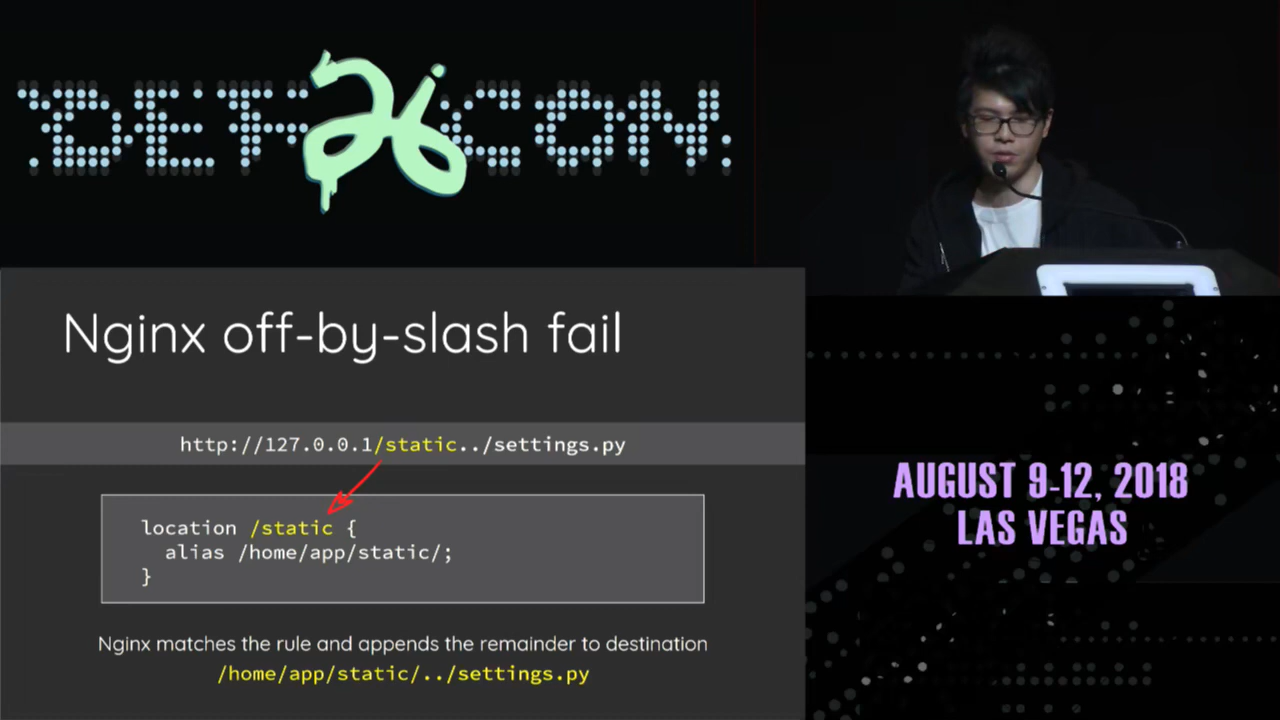 DEF 26 CON
Nginx off-by-slash fail
http://127.0.0.1/static../settings.py
location /static {
alias /home/app/static/;
}
Nginx matches the rule and appends the remainder to destination
/home/app/static/../settings.py
AUGUST 9-12, 2018
LAS VEGAS